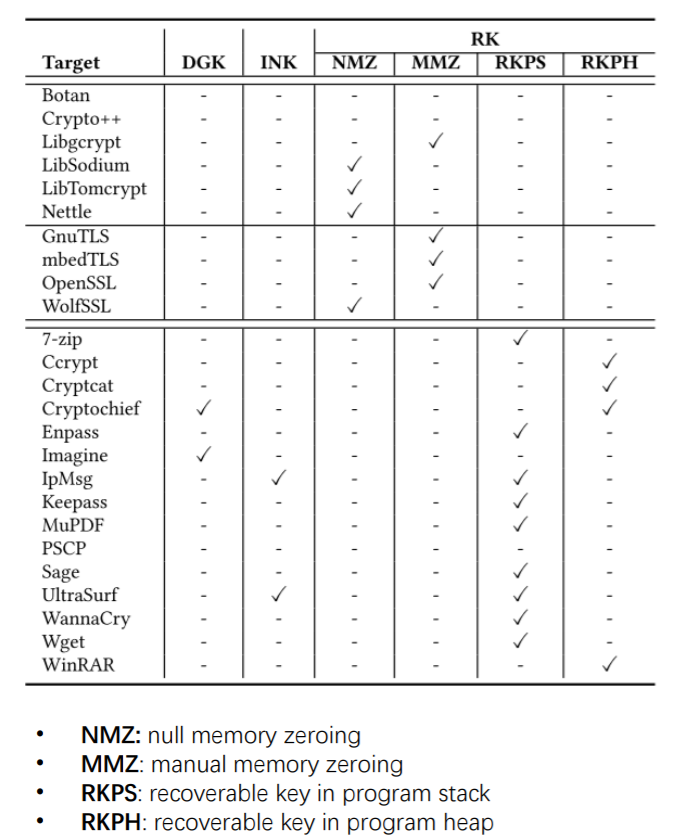 RK
Target DGK INK NMZ MMZ RKPS RKPH
Botan - - - - - -
Crypto++ - - - - - -
Libgcrypt - - - ✓ - -
LibSodium - - ✓ - - -
LibTomcrypt - - ✓ - - -
Nettle - - ✓ - - -
GnuTLS - - - ✓ - -
mbedTLS - - - ✓ - -
OpenSSL - - - ✓ - -
WolfSSL - - ✓ - - -
7-zip - - - - ✓ -
Ccrypt - - - - - ✓
Cryptcat - - - - - ✓
Cryptochief ✓ - - - - ✓
Enpass - - - - ✓ -
Imagine ✓ - - - - -
IpMsg - ✓ - - ✓ -
Keepass - - - - ✓ -
MuPDF - - - - ✓ -
PSCP - - - - - -
Sage - - - - ✓ -
UltraSurf - ✓ - - ✓ -
WannaCry - - - - ✓ -
Wget - - - - ✓ -
WinRAR - - - - - ✓
• NMZ: null memory zeroing
• MMZ: manual memory zeroing
• RKPS: recoverable key in program stack
• RKPH: recoverable key in program heap